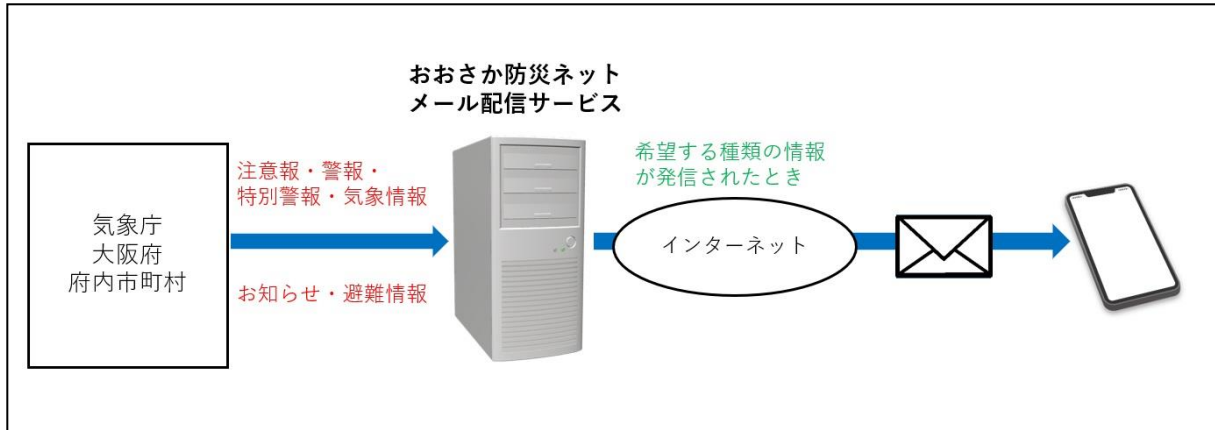 おおさか防災ネット
メール配信サービス
注意報・警報・
特別警報・気象情報
気象庁
大阪府
府内市町村
お知らせ・避難情報
希望する種類の情報
が発信されたとき
インターネット